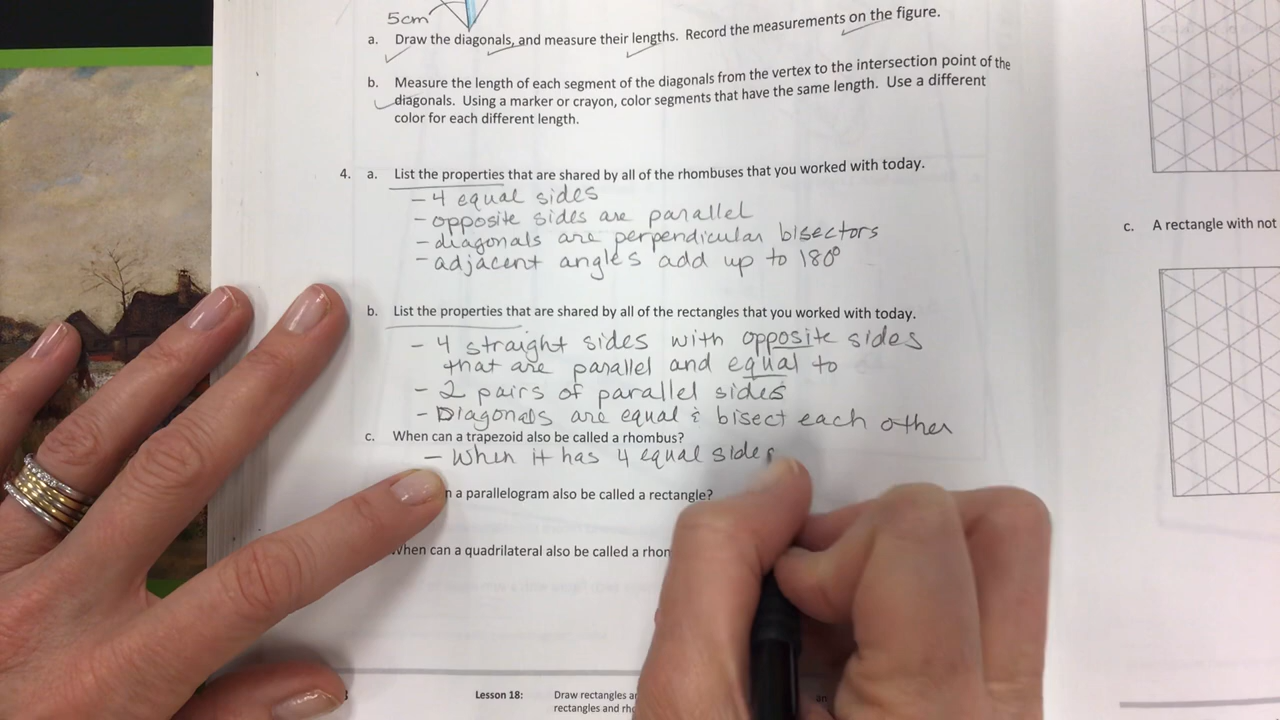 5cm
a. Draw the diagonals, and measure their lengths. Record the measurements on the figure.
b. Measure the length of each segment of the diagonals from the vertex to the intersection point of the
diagonals. Using a marker or crayon, color segments that have the same length. Use a different
color for each different length.
4. a. List the properties that are shared by all of the rhombuses that you worked with today.
- 4 equal sides
- opposite sides are parallel
- diagonals are perpendicular bisectors
- adjacent angles add up to 180°
b. List the properties that are shared by all of the rectangles that you worked with today.
- 4 straight sides with opposite sides
that are parallel and equal to
- 2 pairs of parallel sides
- Diagonals are equal & bisect each other
c. When can a trapezoid also be called a rhombus?
- When it has 4 equal sides
a parallelogram also be called a rectangle?
When can a quadrilateral also be called a
Lesson 18: Draw rectangles
rectangles and
c. A rectangle with not